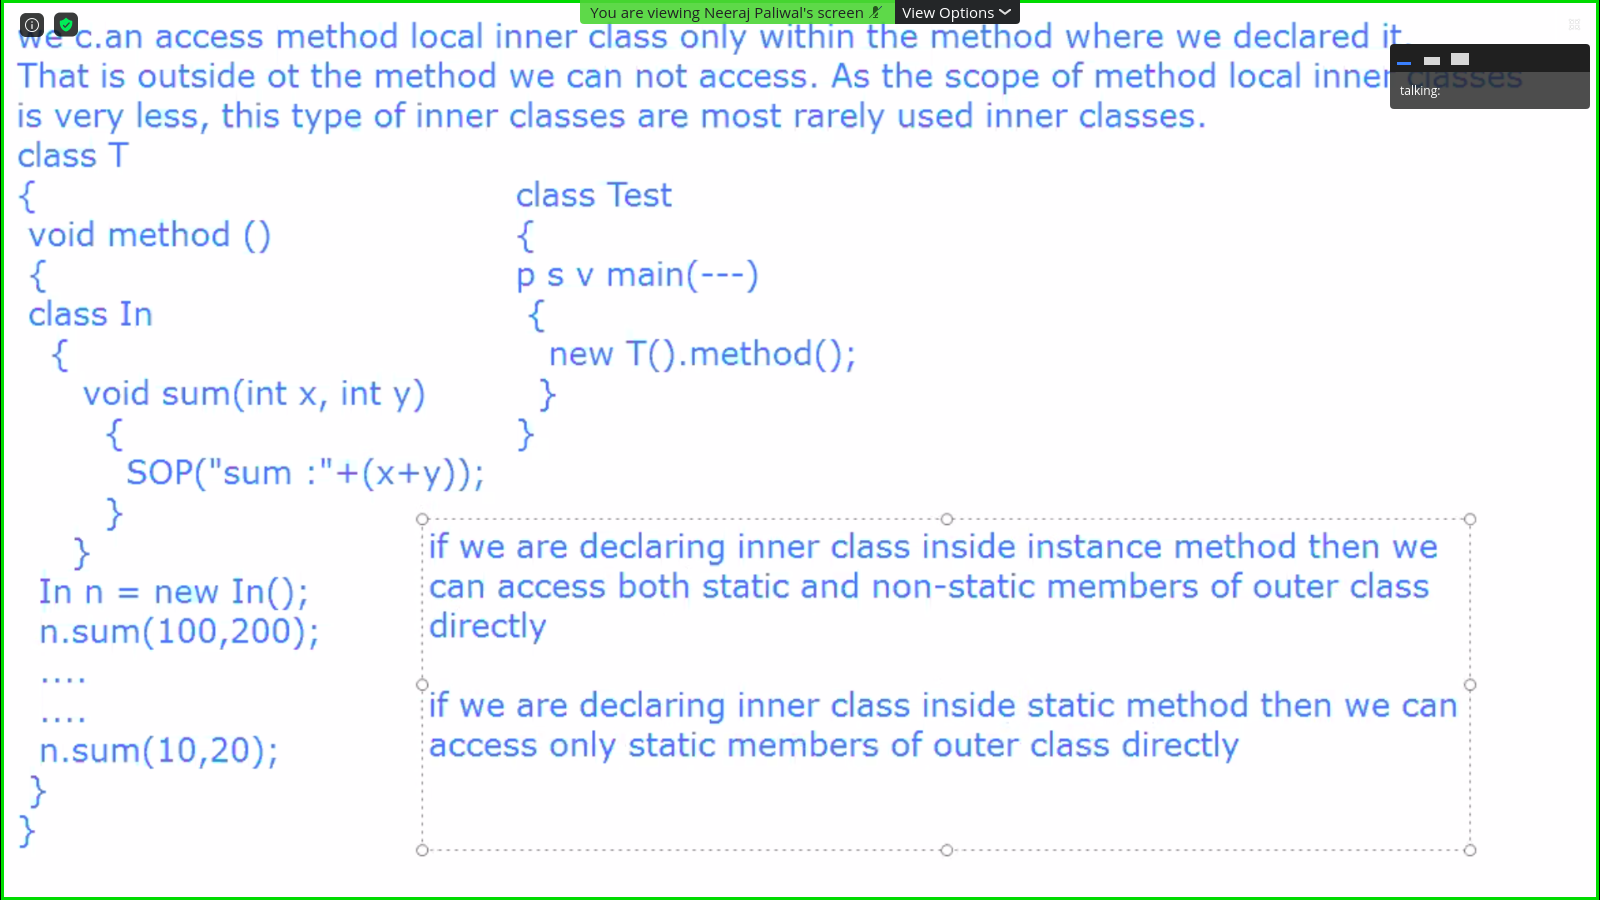 You are viewing Neeraj Paliwal's screen
View Options
we c.an access method local inner class only within the method where we declared it.
That is outside ot the method we can not access. As the scope of method local inner classes
is very less, this type of inner classes are most rarely used inner classes.
talking:
class T
{
void method ()
{
class In
{
void sum(int x, int y)
{
SOP("sum :"+(x+y));
}
}
In n = new In();
n.sum(100,200);
....
....
n.sum(10,20);
}
}
class Test
{
p s v main(---)
{
new T().method();
}
}
if we are declaring inner class inside instance method then we
can access both static and non-static members of outer class
directly
if we are declaring inner class inside static method then we can
access only static members of outer class directly